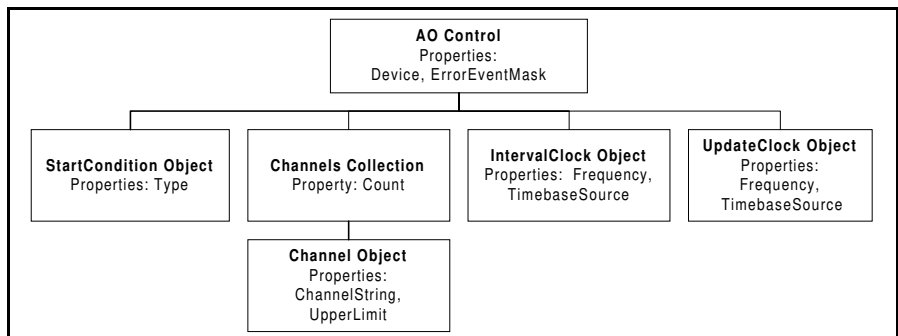 AO Control
Properties:
Device, ErrorEventMask
StartCondition Object
Properties: Type
Channels Collection
Property: Count
IntervalClock Object
Properties: Frequency,
TimebaseSource
UpdateClock Object
Properties:
Frequency,
TimebaseSource
Channel Object
Properties:
ChannelString,
UpperLimit